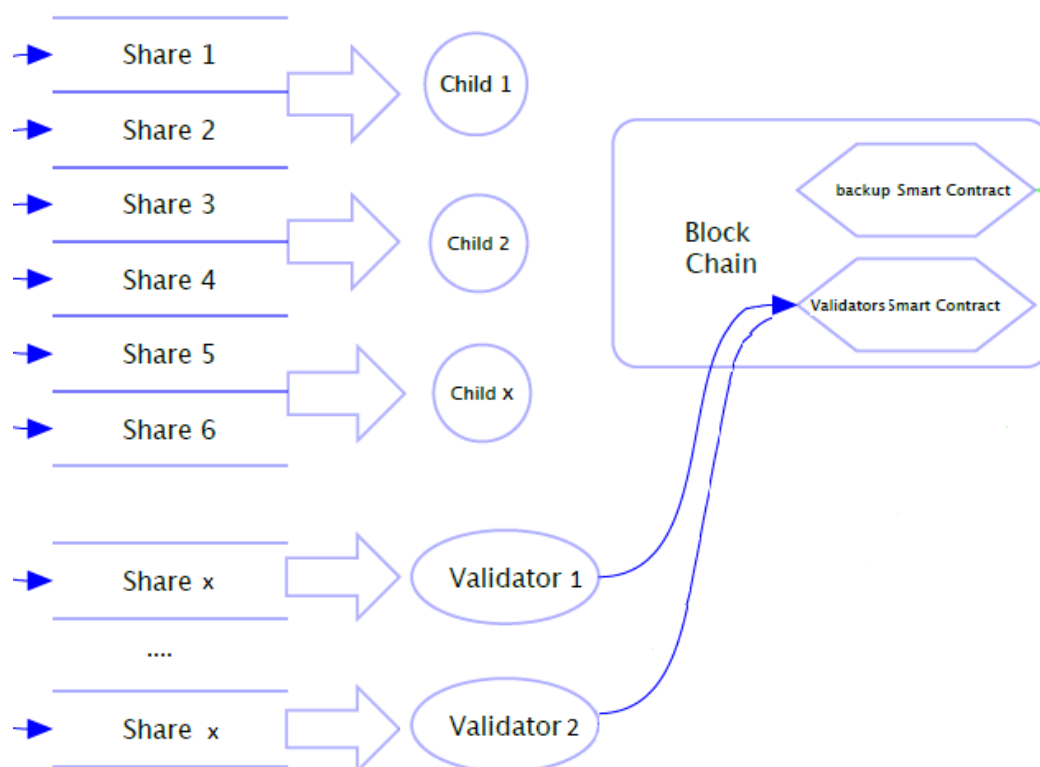 Share 1
Share 2
Share 3
Share 4
Share 5
Share 6
Share x
....
Share x
Child 1
Child 2
Child x
Validator 1
Validator 2
Block
Chain
backup Smart Contract
Validators Smart Contract